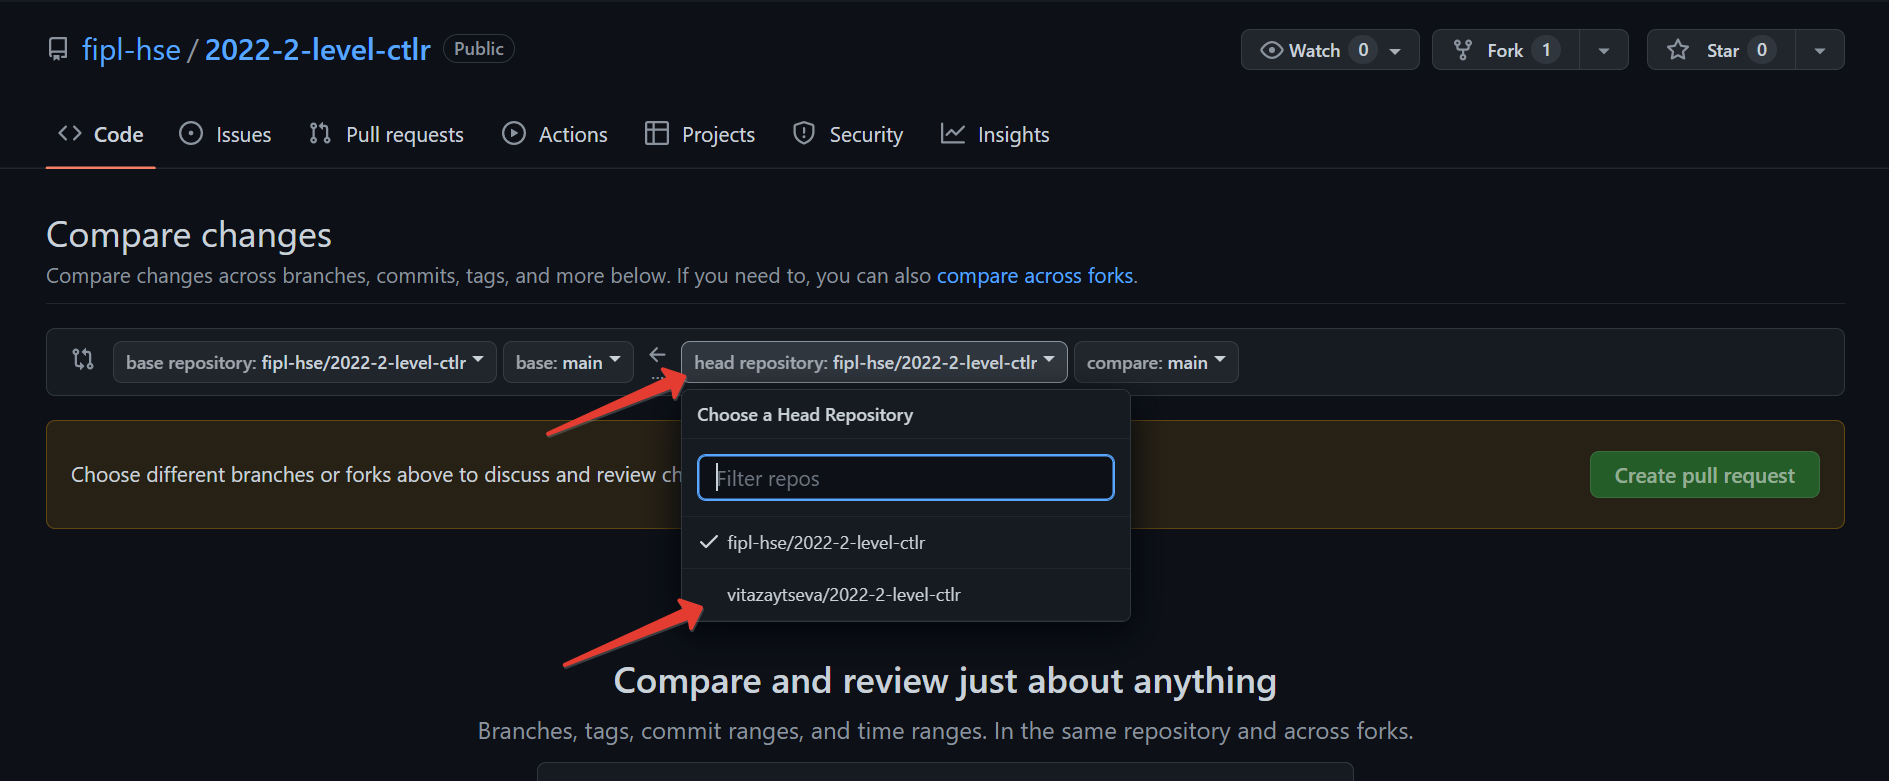 fipl-hse / 2022-2-level-ctlr Public Watch 0 Fork 1 Star 0
Code Issues Pull requests Actions Projects Security Insights
Compare changes
Compare changes across branches, commits, tags, and more below. If you need to, you can also compare across forks.
base repository: fipl-hse/2022-2-level-ctlr base: main ... head repository: fipl-hse/2022-2-level-ctlr compare: main
Choose a Head Repository
Choose different branches or forks above to discuss and review ch Create pull request
Filter repos
fipl-hse/2022-2-level-ctlr
vitazaytseva/2022-2-level-ctlr
Compare and review just about anything
Branches, tags, commit ranges, and time ranges. In the same repository and across forks.